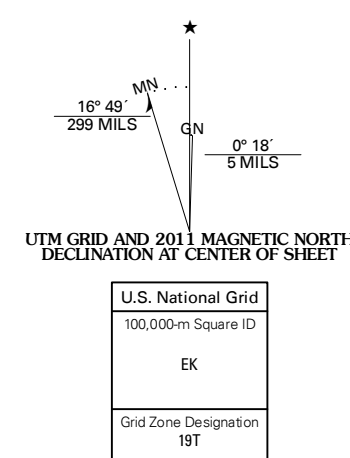 ★
MN
16° 49´
299 MILS
GN
0° 18´
5 MILS
UTM GRID AND 2011 MAGNETIC NORTH
DECLINATION AT CENTER OF SHEET
U.S. National Grid
100,000-m Square ID
EK
Grid Zone Designation
19T